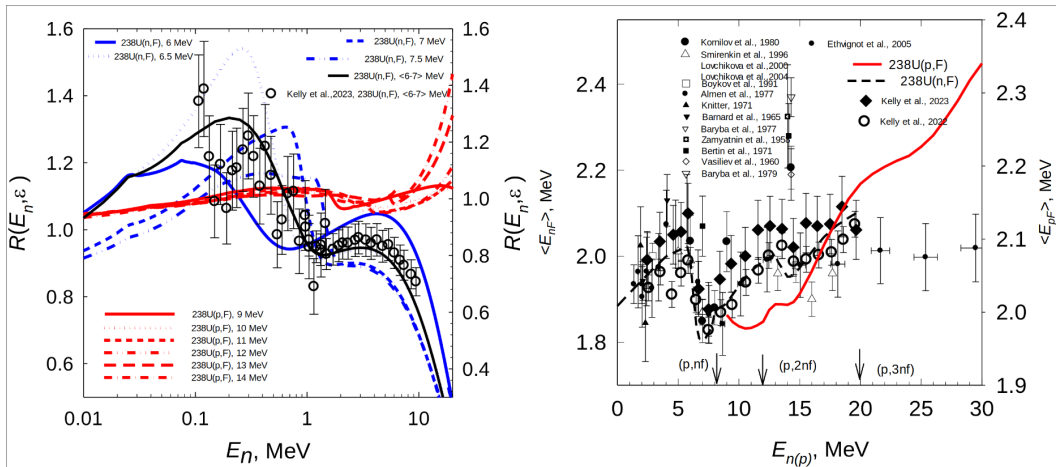 1.6
1.4
1.2
1.0
0.8
0.6
R(En,ε)
238U(n,F), 6 MeV
238U(n,F), 6.5 MeV
238U(n,F), 7 MeV
238U(n,F), 7.5 MeV
238U(n,F), <6-7> MeV
Kelly et al.,2023, 238U(n,F), <6-7> MeV
238U(p,F), 9 MeV
238U(p,F), 10 MeV
238U(p,F), 11 MeV
238U(p,F), 12 MeV
238U(p,F), 13 MeV
238U(p,F), 14 MeV
1.6
1.4
1.2
1.0
0.8
0.6
0.4
R(En,ε)
0.01
0.1
1
10
En, MeV
2.4
2.2
2.0
1.8
<EnF>, MeV
Kornilov et al., 1980
Smirenkin et al., 1996
Lovchikova et al.,2000
Lovchikova et al., 2004
Boykov et al., 1991
Almen et al., 1977
Knitter, 1971
Barnard et al., 1965
Baryba et al., 1977
Zamyatnin et al., 1958
Bertin et al., 1971
Vasiliev et al., 1960
Baryba et al., 1979
Ethvignot et al., 2005
238U(p,F)
238U(n,F)
Kelly et al., 2023
Kelly et al., 2022
(p,nf)
(p,2nf)
(p,3nf)
2.4
2.3
2.2
2.1
2.0
1.9
<EpF>, MeV
0
5
10
15
20
25
30
En(p), MeV